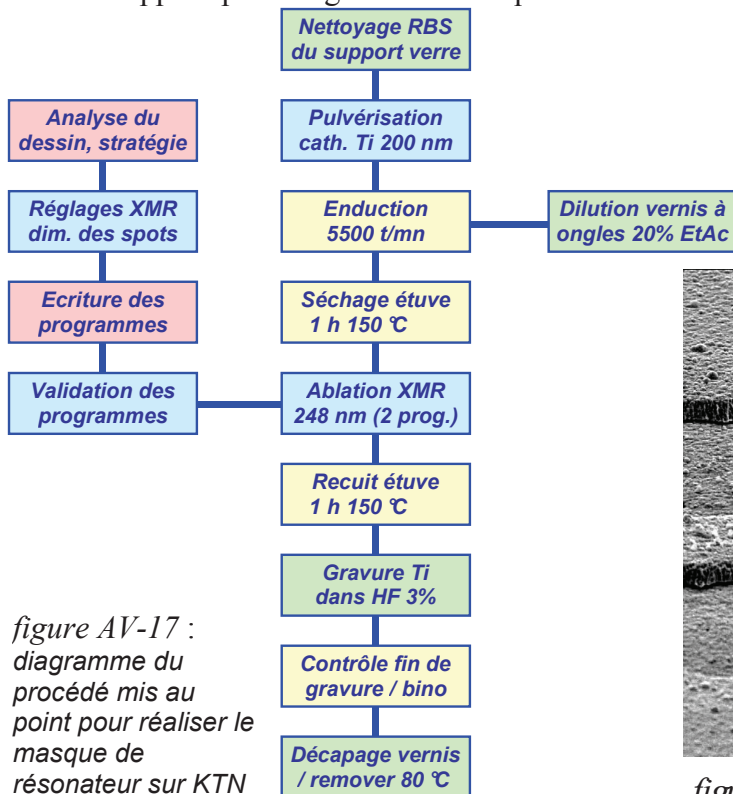 Nettoyage RBS
du support verre
Analyse du
dessin, stratégie
Pulvérisation
cath. Ti 200 nm
Réglages XMR
dim. des spots
Enduction
5500 t/mn
Dilution vernis à
ongles 20% EtAc
Ecriture des
programmes
Séchage étuve
1 h 150 °C
Validation des
programmes
Ablation XMR
248 nm (2 prog.)
Recuit étuve
1 h 150 °C
Gravure Ti
dans HF 3%
Contrôle fin de
gravure / bino
Décapage vernis
/ remover 80 °C
figure AV-17 :
diagramme du
procédé mis au
point pour réaliser le
masque de
résonateur sur KTN